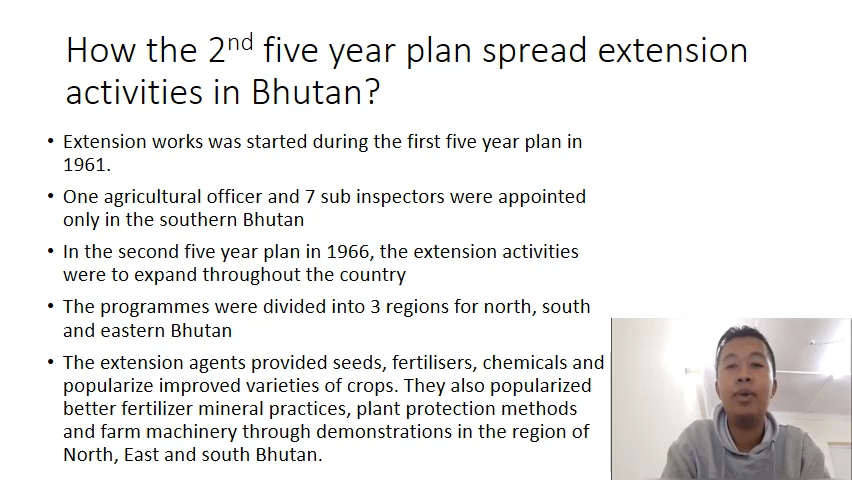 How the 2nd five year plan spread extension
activities in Bhutan?
• Extension works was started during the first five year plan in
1961.
• One agricultural officer and 7 sub inspectors were appointed
only in the southern Bhutan
• In the second five year plan in 1966, the extension activities
were to expand throughout the country
• The programmes were divided into 3 regions for north, south
and eastern Bhutan
• The extension agents provided seeds, fertilisers, chemicals and
popularize improved varieties of crops. They also popularized
better fertilizer mineral practices, plant protection methods
and farm machinery through demonstrations in the region of
North, East and south Bhutan.